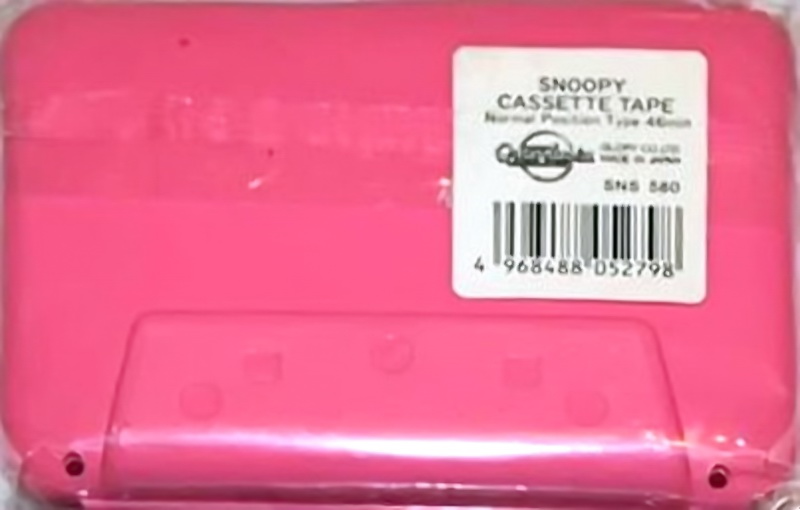 SNOOPY
CASSETTE TAPE
Normal Position Type 46min
GLORY CO.,LTD.
MADE IN JAPAN
SNS 580
4 968488 052798